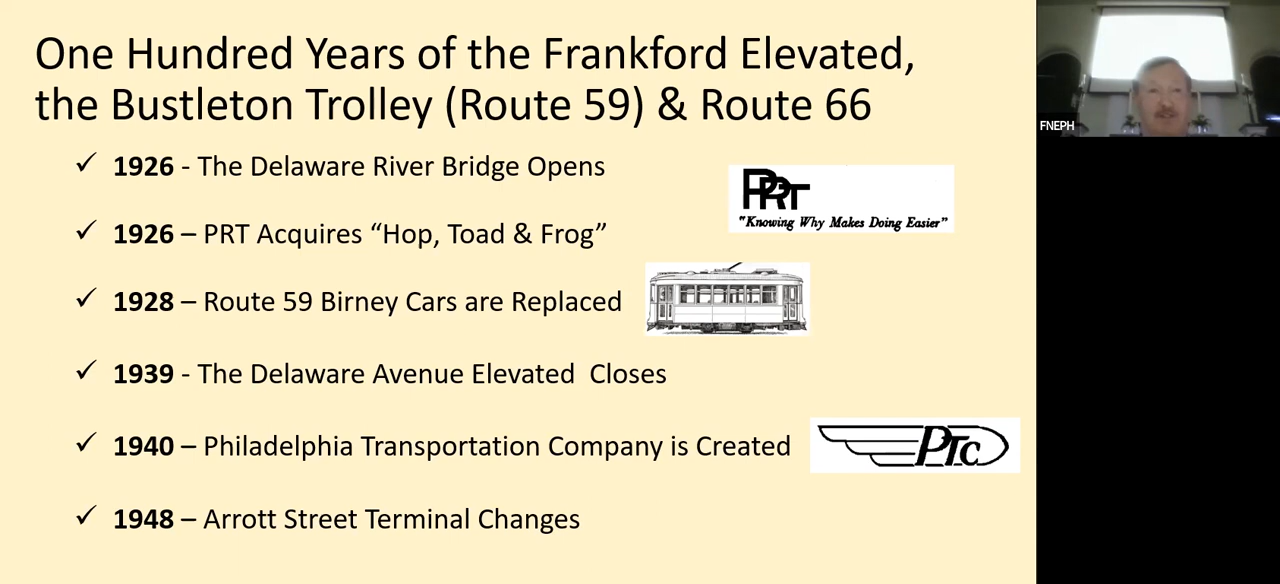 One Hundred Years of the Frankford Elevated,
the Bustleton Trolley (Route 59) & Route 66
✓ 1926 - The Delaware River Bridge Opens
PRT
"Knowing Why Makes Doing Easier"
✓ 1926 – PRT Acquires “Hop, Toad & Frog”
✓ 1928 – Route 59 Birney Cars are Replaced
✓ 1939 - The Delaware Avenue Elevated  Closes
✓ 1940 – Philadelphia Transportation Company is Created
PTC
✓ 1948 – Arrott Street Terminal Changes
FNEPH